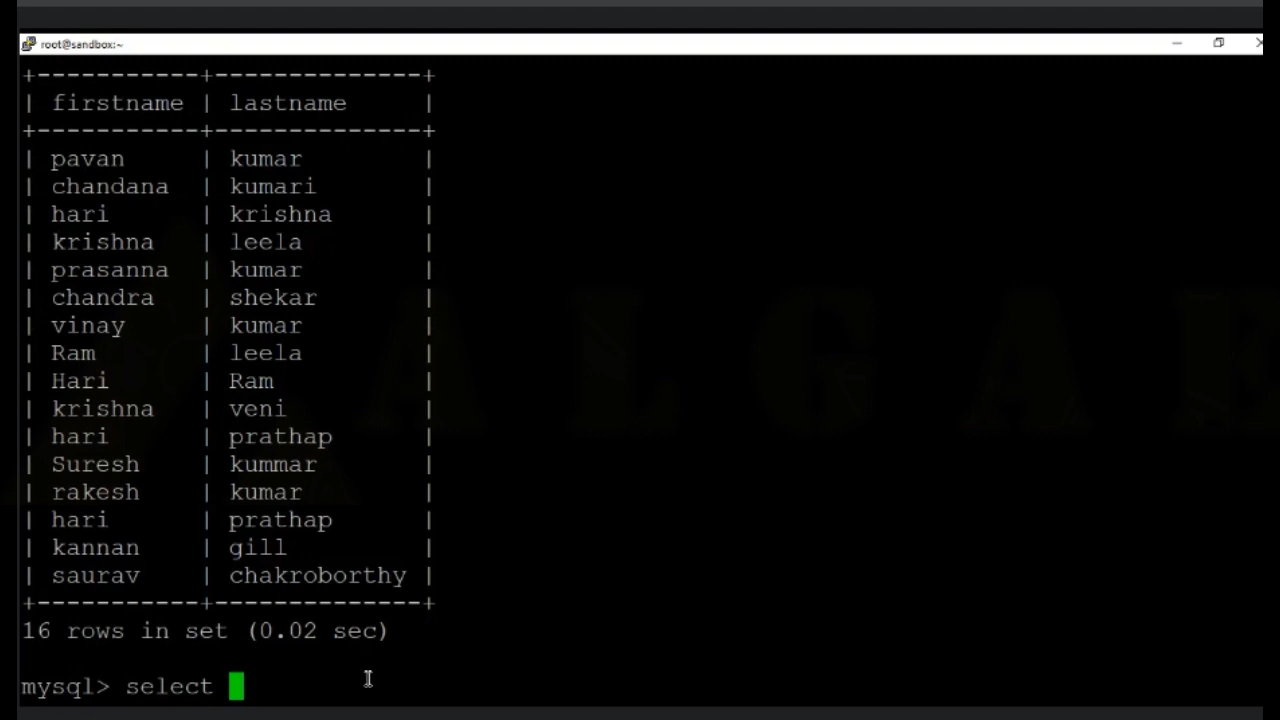 root@sandbox:~
+-----------+--------------+
| firstname | lastname     |
+-----------+--------------+
| pavan     | kumar        |
| chandana  | kumari       |
| hari      | krishna      |
| krishna   | leela        |
| prasanna  | kumar        |
| chandra   | shekar       |
| vinay     | kumar        |
| Ram       | leela        |
| Hari      | Ram          |
| krishna   | veni         |
| hari      | prathap      |
| Suresh    | kummar       |
| rakesh    | kumar        |
| hari      | prathap      |
| kannan    | gill         |
| saurav    | chakroborthy |
+-----------+--------------+
16 rows in set (0.02 sec)
mysql> select